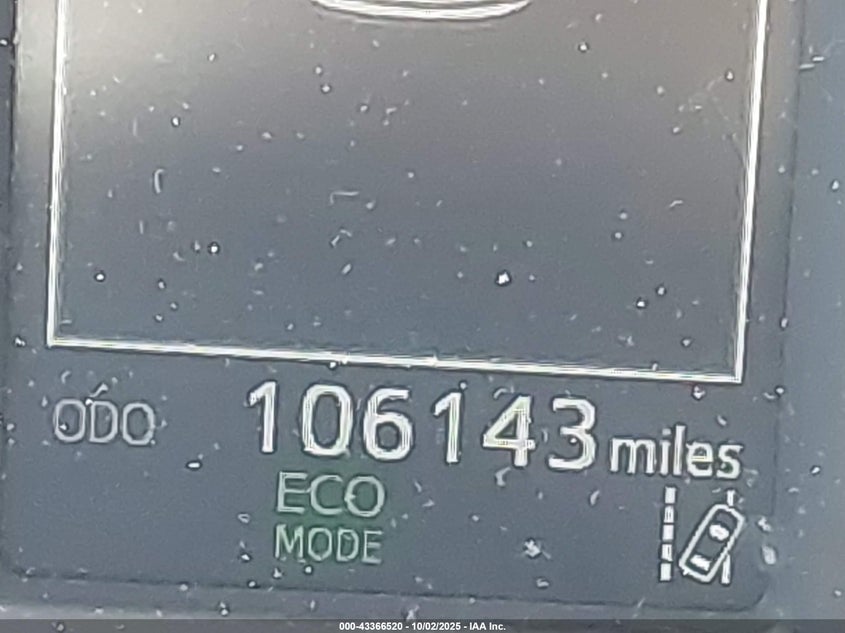 ODO 106143 miles
ECO
MODE
000-43366520 - 10/02/2025 - IAA Inc.